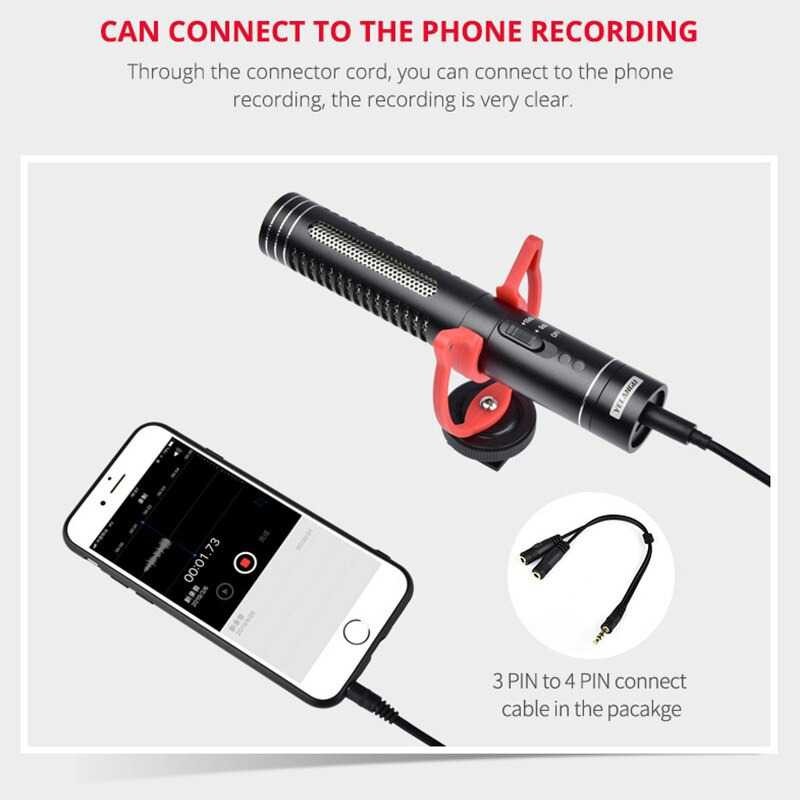 CAN CONNECT TO THE PHONE RECORDING
Through the connector cord, you can connect to the phone
recording, the recording is very clear.
YELANGU
00:01.73
3 PIN to 4 PIN connect
cable in the pacakge